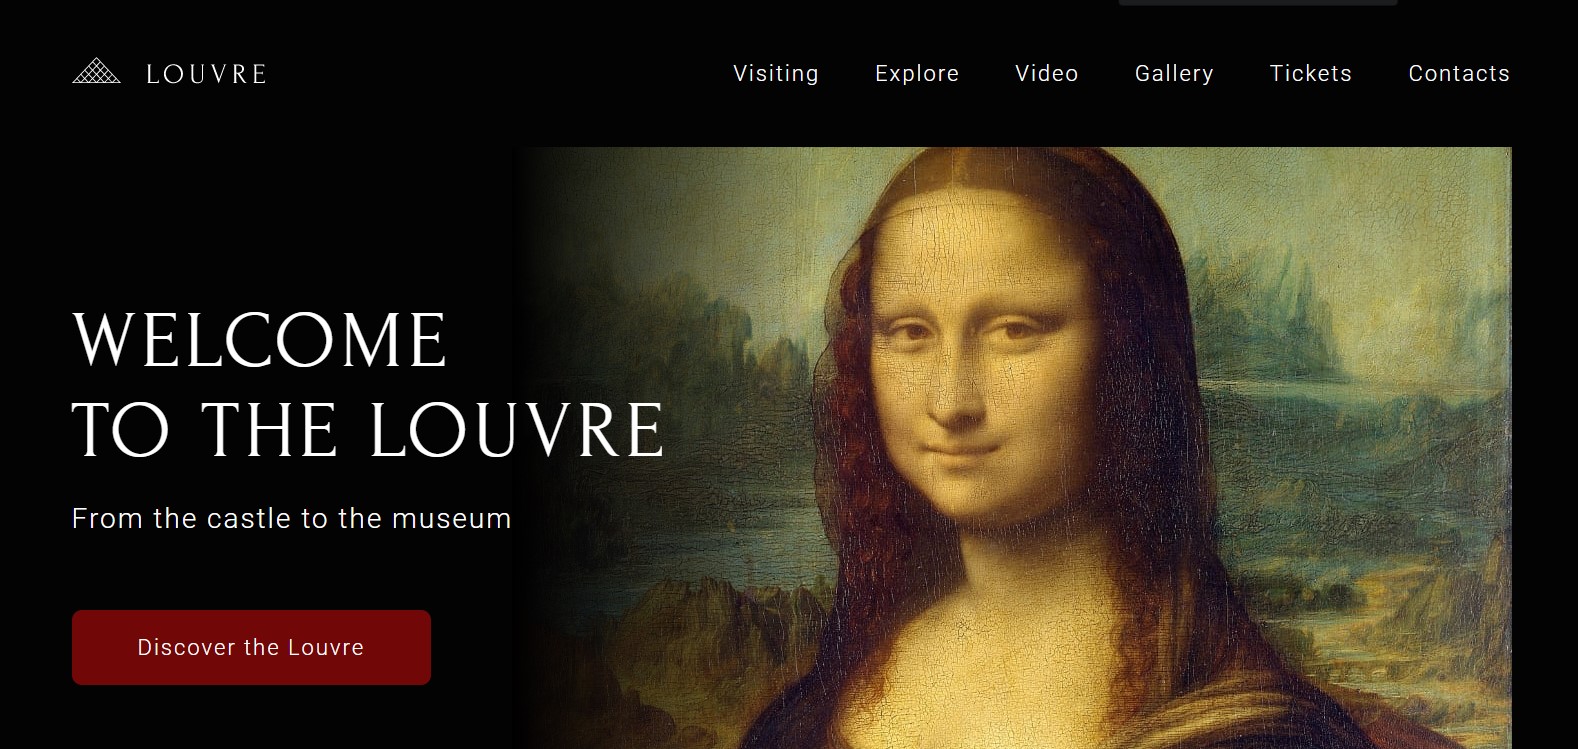 LOUVRE
Visiting Explore Video Gallery Tickets Contacts
WELCOME
TO THE LOUVRE
From the castle to the museum
Discover the Louvre